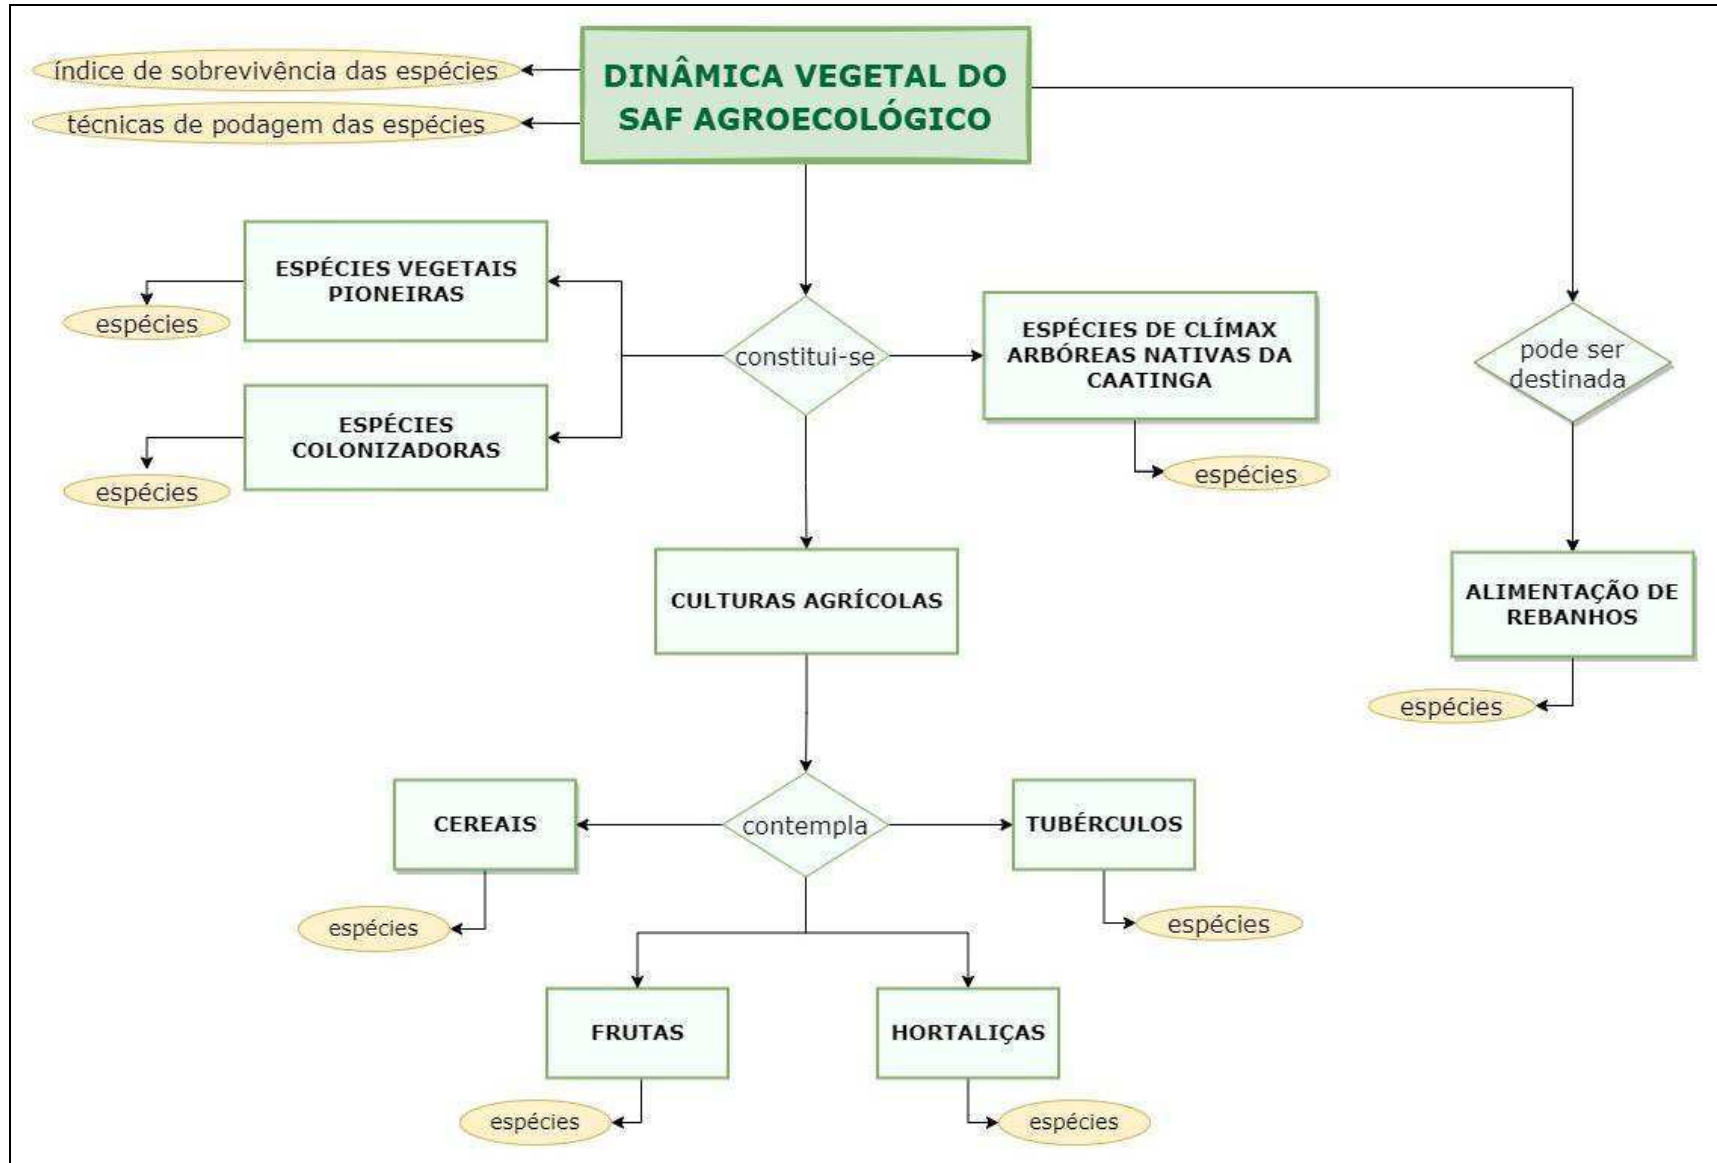 índice de sobrevivência das espécies
técnicas de podagem das espécies
DINÂMICA VEGETAL DO
SAF AGROECOLÓGICO
ESPÉCIES VEGETAIS
PIONEIRAS
espécies
ESPÉCIES
COLONIZADORAS
espécies
constitui-se
ESPÉCIES DE CLÍMAX
ARBÓREAS NATIVAS DA
CAATINGA
espécies
pode ser
destinada
ALIMENTAÇÃO DE
REBANHOS
espécies
CULTURAS AGRÍCOLAS
contempla
CEREAIS
espécies
TUBÉRCULOS
espécies
FRUTAS
espécies
HORTALIÇAS
espécies